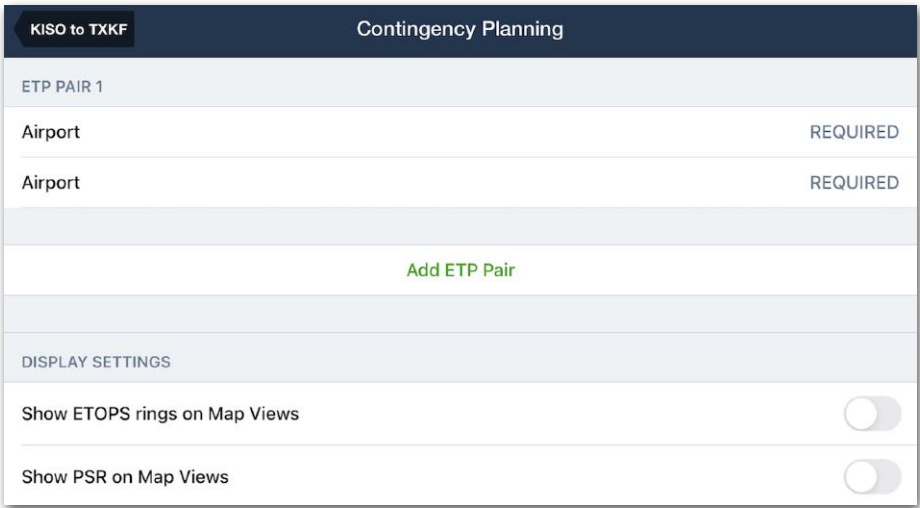 KISO to TXKF
Contingency Planning
ETP PAIR 1
Airport REQUIRED
Airport REQUIRED
Add ETP Pair
DISPLAY SETTINGS
Show ETOPS rings on Map Views
Show PSR on Map Views